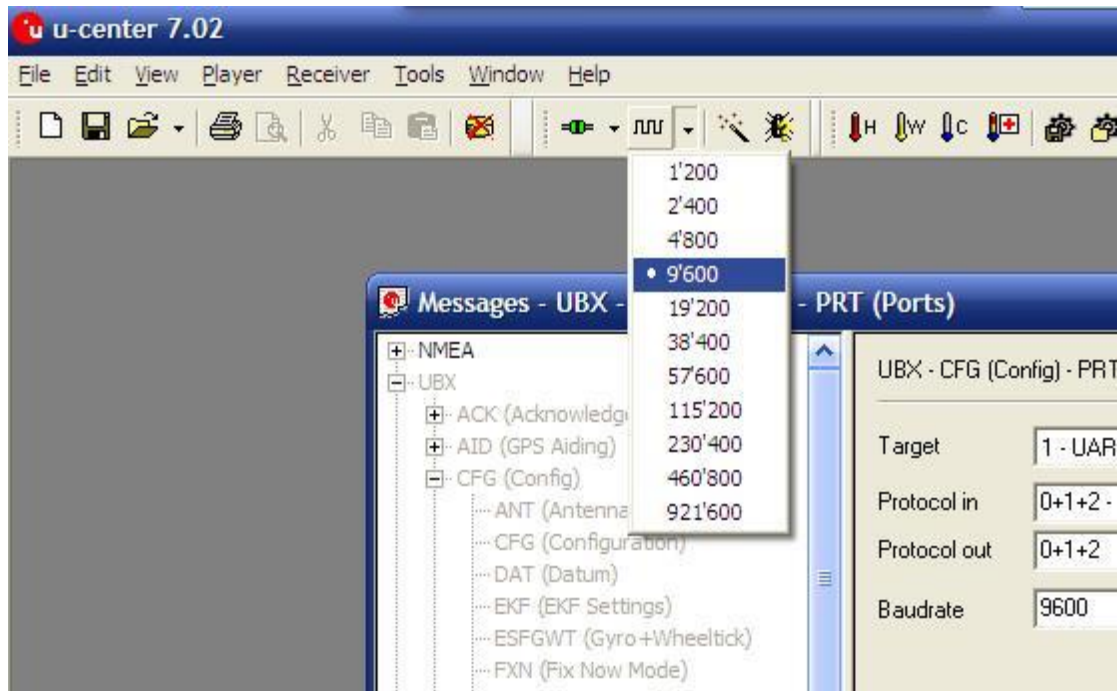 u-center 7.02
File Edit View Player Receiver Tools Window Help
H W C
1'200
2'400
4'800
9'600
19'200
38'400
57'600
115'200
230'400
460'800
921'600
Messages - UBX - - PRT (Ports)
NMEA
UBX
ACK (Acknowledg
AID (GPS Aiding)
CFG (Config)
ANT (Antenna
CFG (Configuration)
DAT (Datum)
EKF (EKF Settings)
ESFGWT (Gyro+Wheeltick)
FXN (Fix Now Mode)
UBX - CFG (Config) - PRT
Target 1 - UAR
Protocol in 0+1+2 -
Protocol out 0+1+2
Baudrate 9600